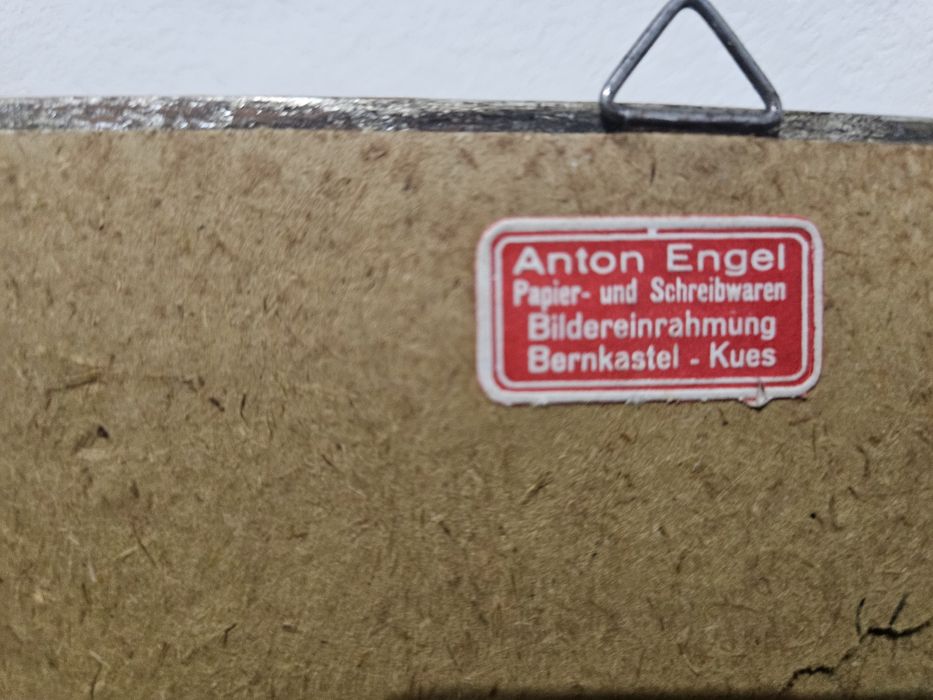 Anton Engel
Papier- und Schreibwaren
Bildereinrahmung
Bernkastel - Kues